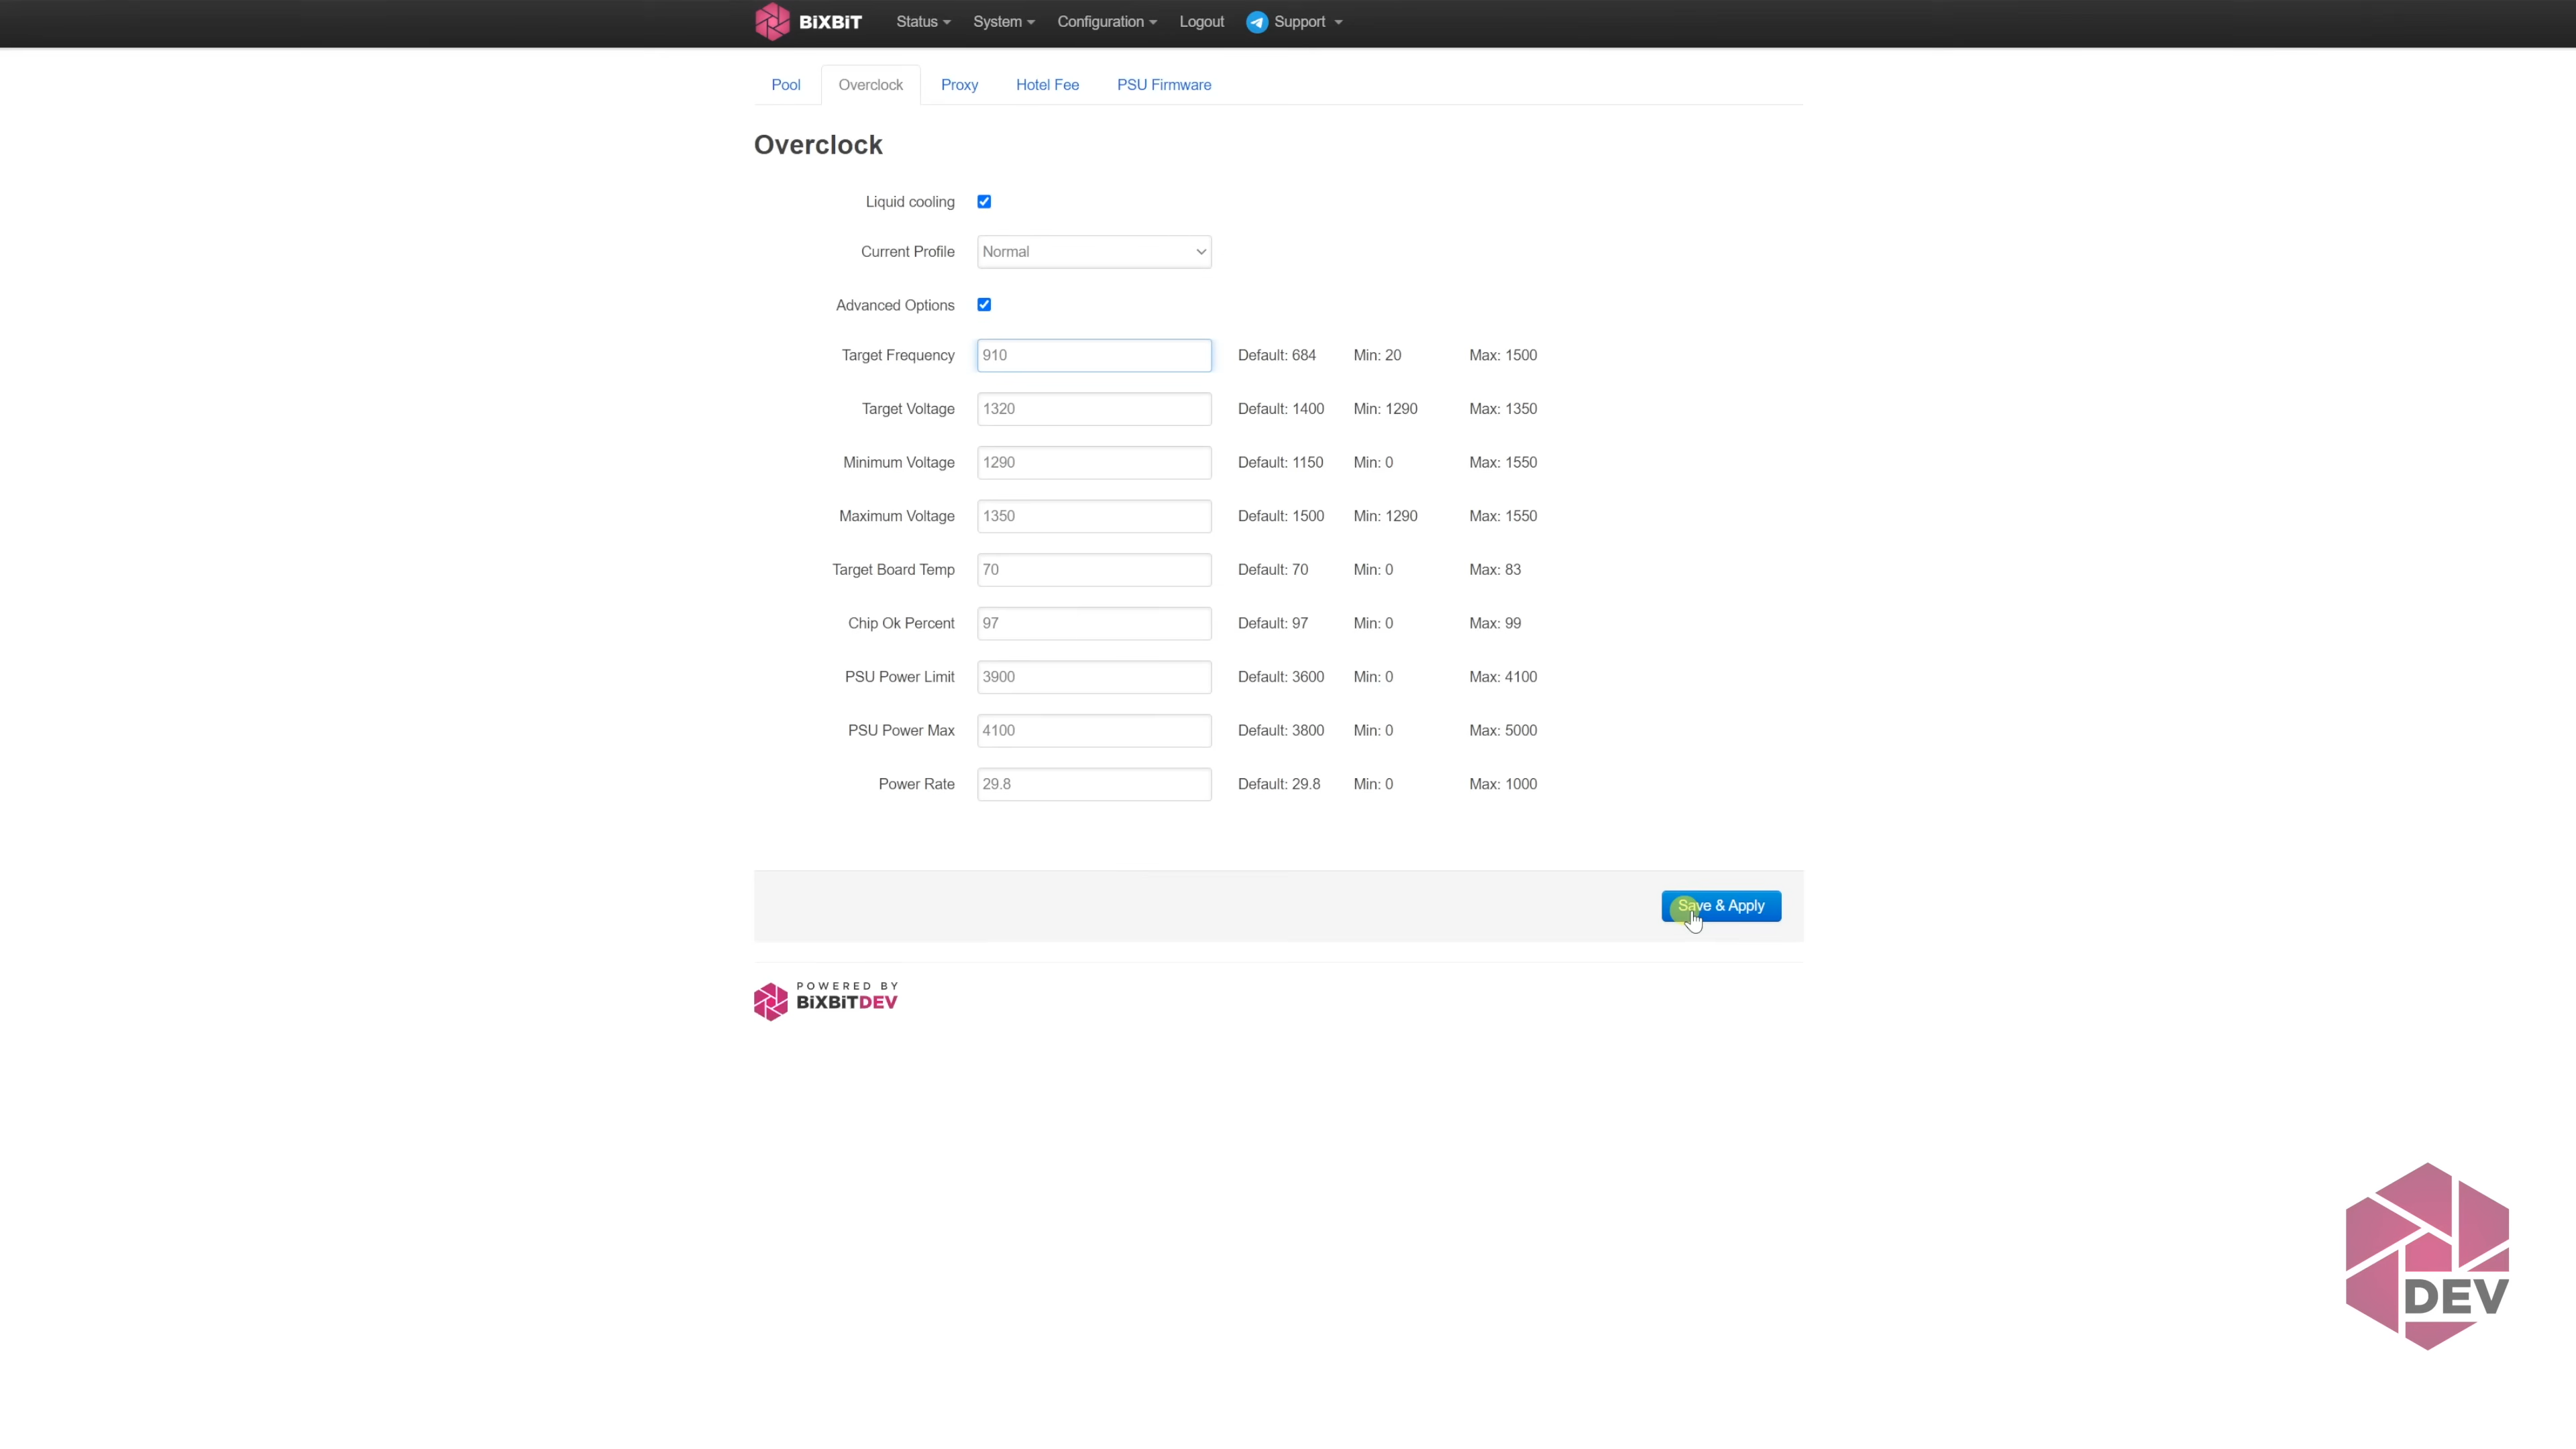 BiXBiT Status System Configuration Logout Support
Pool Overclock Proxy Hotel Fee PSU Firmware
Overclock
Liquid cooling
Current Profile Normal
Advanced Options
Target Frequency 910 Default: 684 Min: 20 Max: 1500
Target Voltage 1320 Default: 1400 Min: 1290 Max: 1350
Minimum Voltage 1290 Default: 1150 Min: 0 Max: 1550
Maximum Voltage 1350 Default: 1500 Min: 1290 Max: 1550
Target Board Temp 70 Default: 70 Min: 0 Max: 83
Chip Ok Percent 97 Default: 97 Min: 0 Max: 99
PSU Power Limit 3900 Default: 3600 Min: 0 Max: 4100
PSU Power Max 4100 Default: 3800 Min: 0 Max: 5000
Power Rate 29.8 Default: 29.8 Min: 0 Max: 1000
Save & Apply
POWERED BY
BiXBiTDEV
DEV